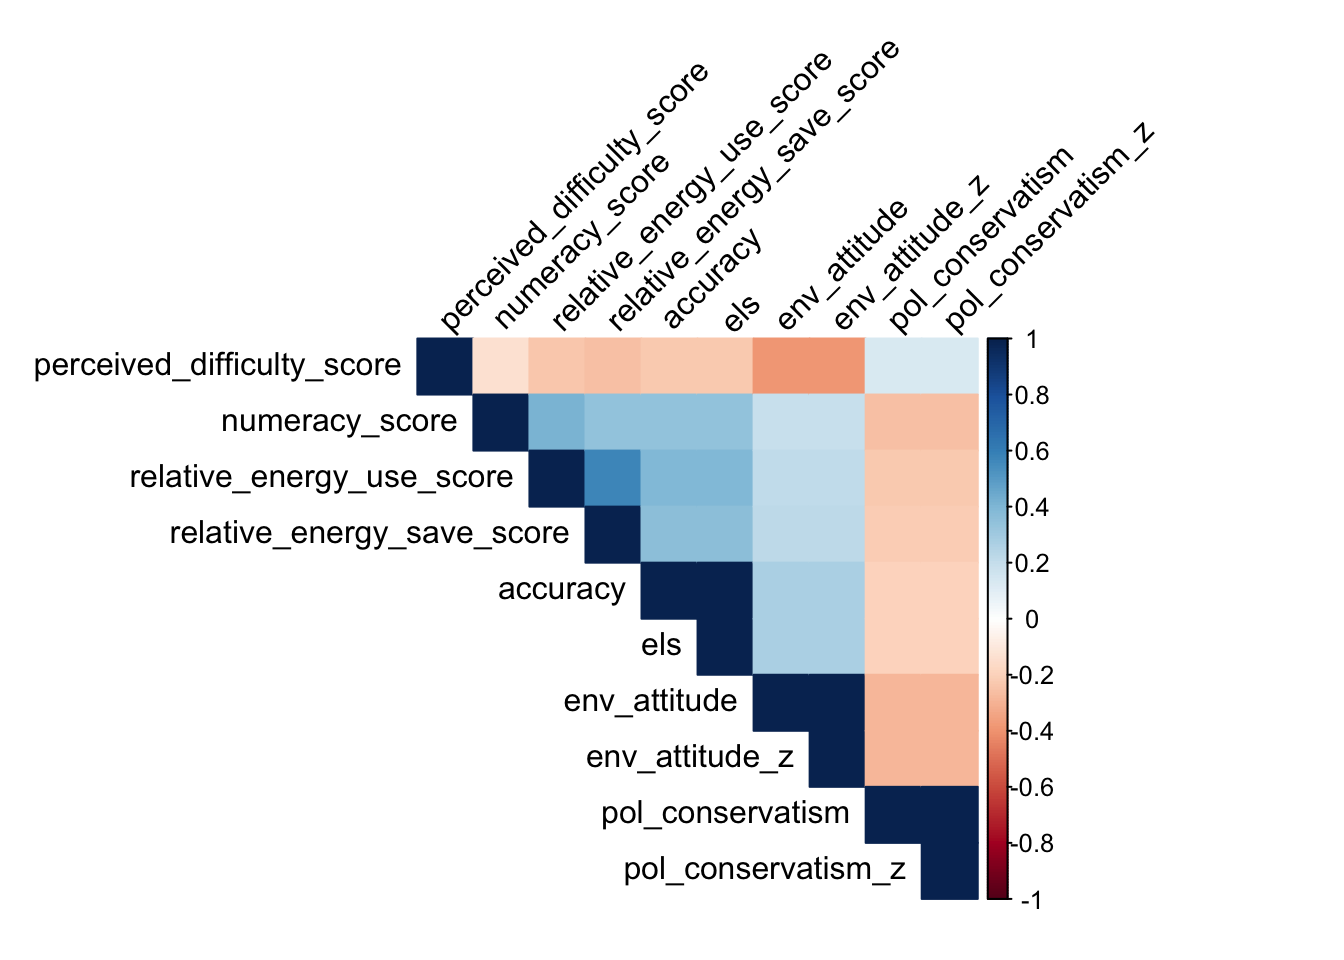 perceived_difficulty_score
numeracy_score
relative_energy_use_score
relative_energy_save_score
accuracy
els
env_attitude
env_attitude_z
pol_conservatism
pol_conservatism_z
perceived_difficulty_score
numeracy_score
relative_energy_use_score
relative_energy_save_score
accuracy
els
env_attitude
env_attitude_z
pol_conservatism
pol_conservatism_z
1
0.8
0.6
0.4
0.2
0
-0.2
-0.4
-0.6
-0.8
-1